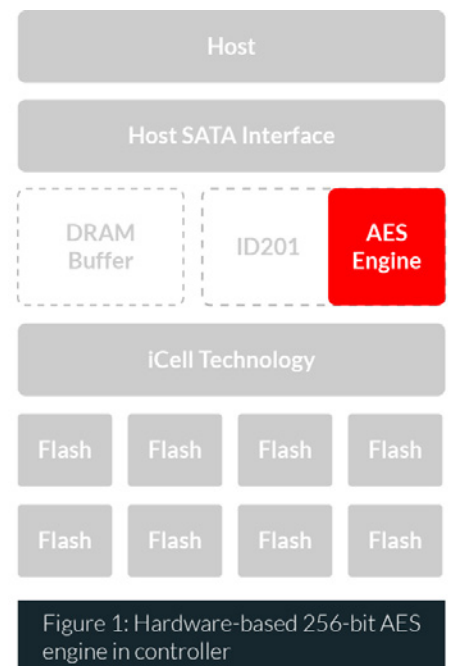 Host
Host SATA Interface
DRAM
Buffer
ID201
AES
Engine
iCell Technology
Flash Flash Flash Flash
Flash Flash Flash Flash
Figure 1: Hardware-based 256-bit AES
engine in controller